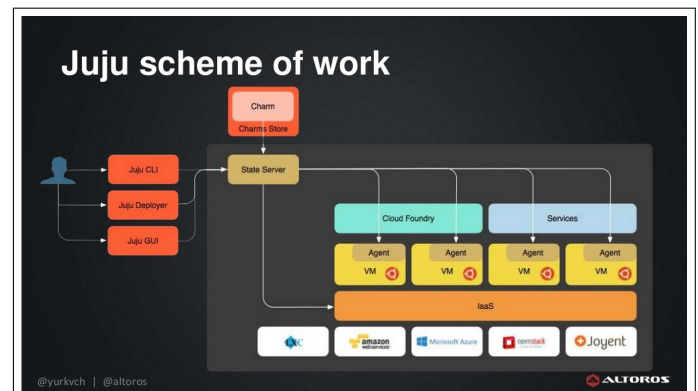 Juju scheme of work
Charm
Charms Store
Juju CLI
State Server
Juju Deployer
Juju GUI
Cloud Foundry
Services
Agent
Agent
Agent
Agent
VM
VM
VM
VM
IaaS
LXC
amazon
web services
Microsoft Azure
openstack
Joyent
@yurkvch | @altoros
ALTOROS